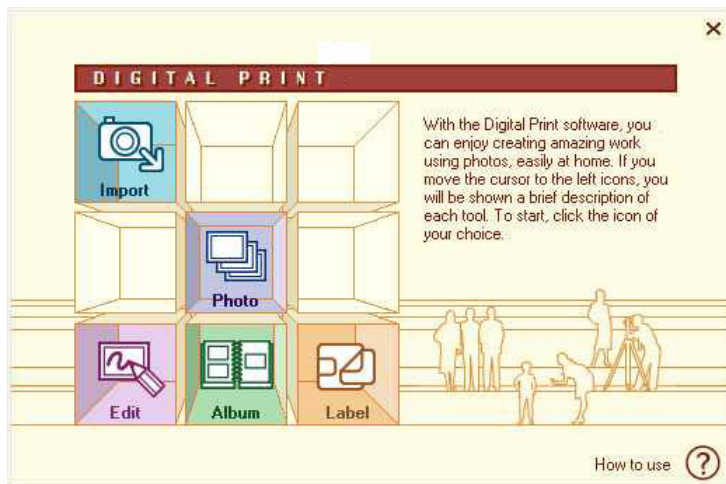 DIGITAL PRINT
Import
With the Digital Print software, you
can enjoy creating amazing work
using photos, easily at home. If you
move the cursor to the left icons, you
will be shown a brief description of
each tool. To start, click the icon of
your choice.
Photo
Edit
Album
Label
How to use ?